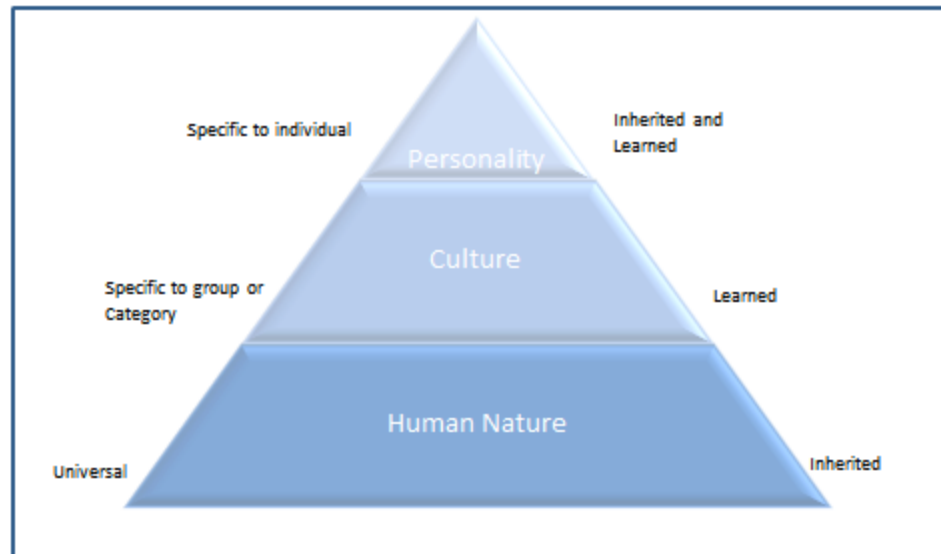 Specific to individual
Inherited and
Learned
Personality
Culture
Specific to group or
Category
Learned
Human Nature
Universal
Inherited